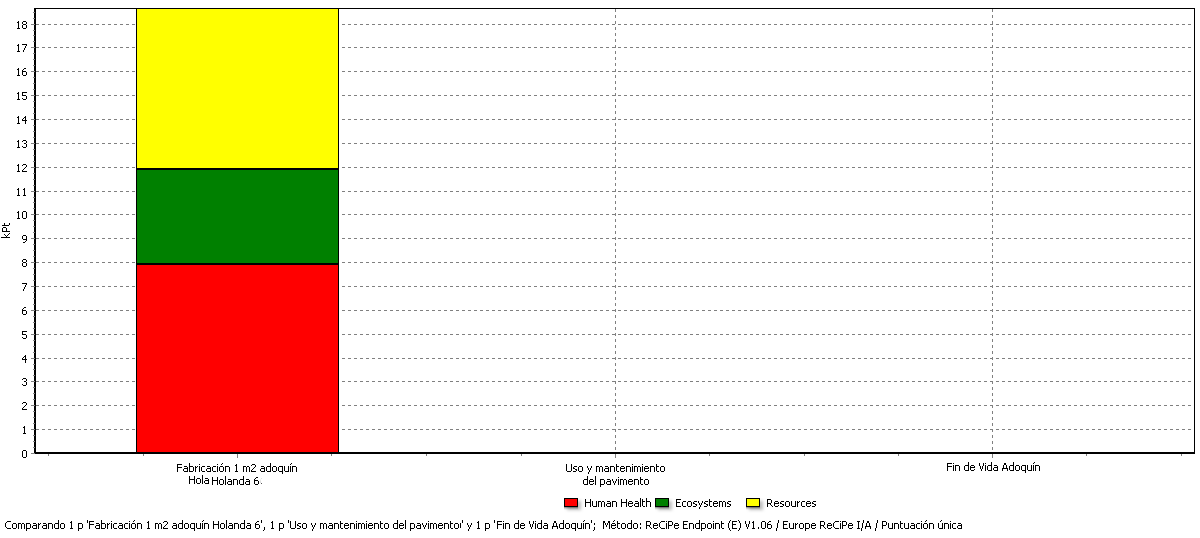 18
17
16
15
14
13
12
11
10
9
8
7
6
5
4
3
2
1
0
kPt
Fabricación 1 m2 adoquín
Hola Holanda 6
Uso y mantenimiento
del pavimento
Fin de Vida Adoquín
Human Health Ecosystems Resources
Comparando 1 p 'Fabricación 1 m2 adoquín Holanda 6', 1 p 'Uso y mantenimiento del pavimento' y 1 p 'Fin de Vida Adoquín'; Método: ReCiPe Endpoint (E) V1.06 / Europe ReCiPe I/A / Puntuación única